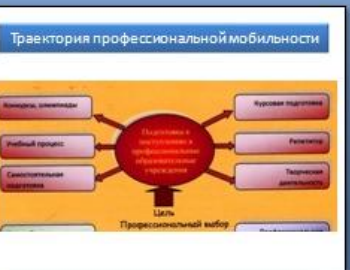 Траектория профессиональной мобильности
Конкурсы, олимпиады
Учебный процесс
Самостоятельная
подготовка
Подготовка к
поступлению в
профессиональные
образовательные
учреждения
Курсовая подготовка
Репетитор
Творческая
деятельность
Цель
Профессиональный выбор